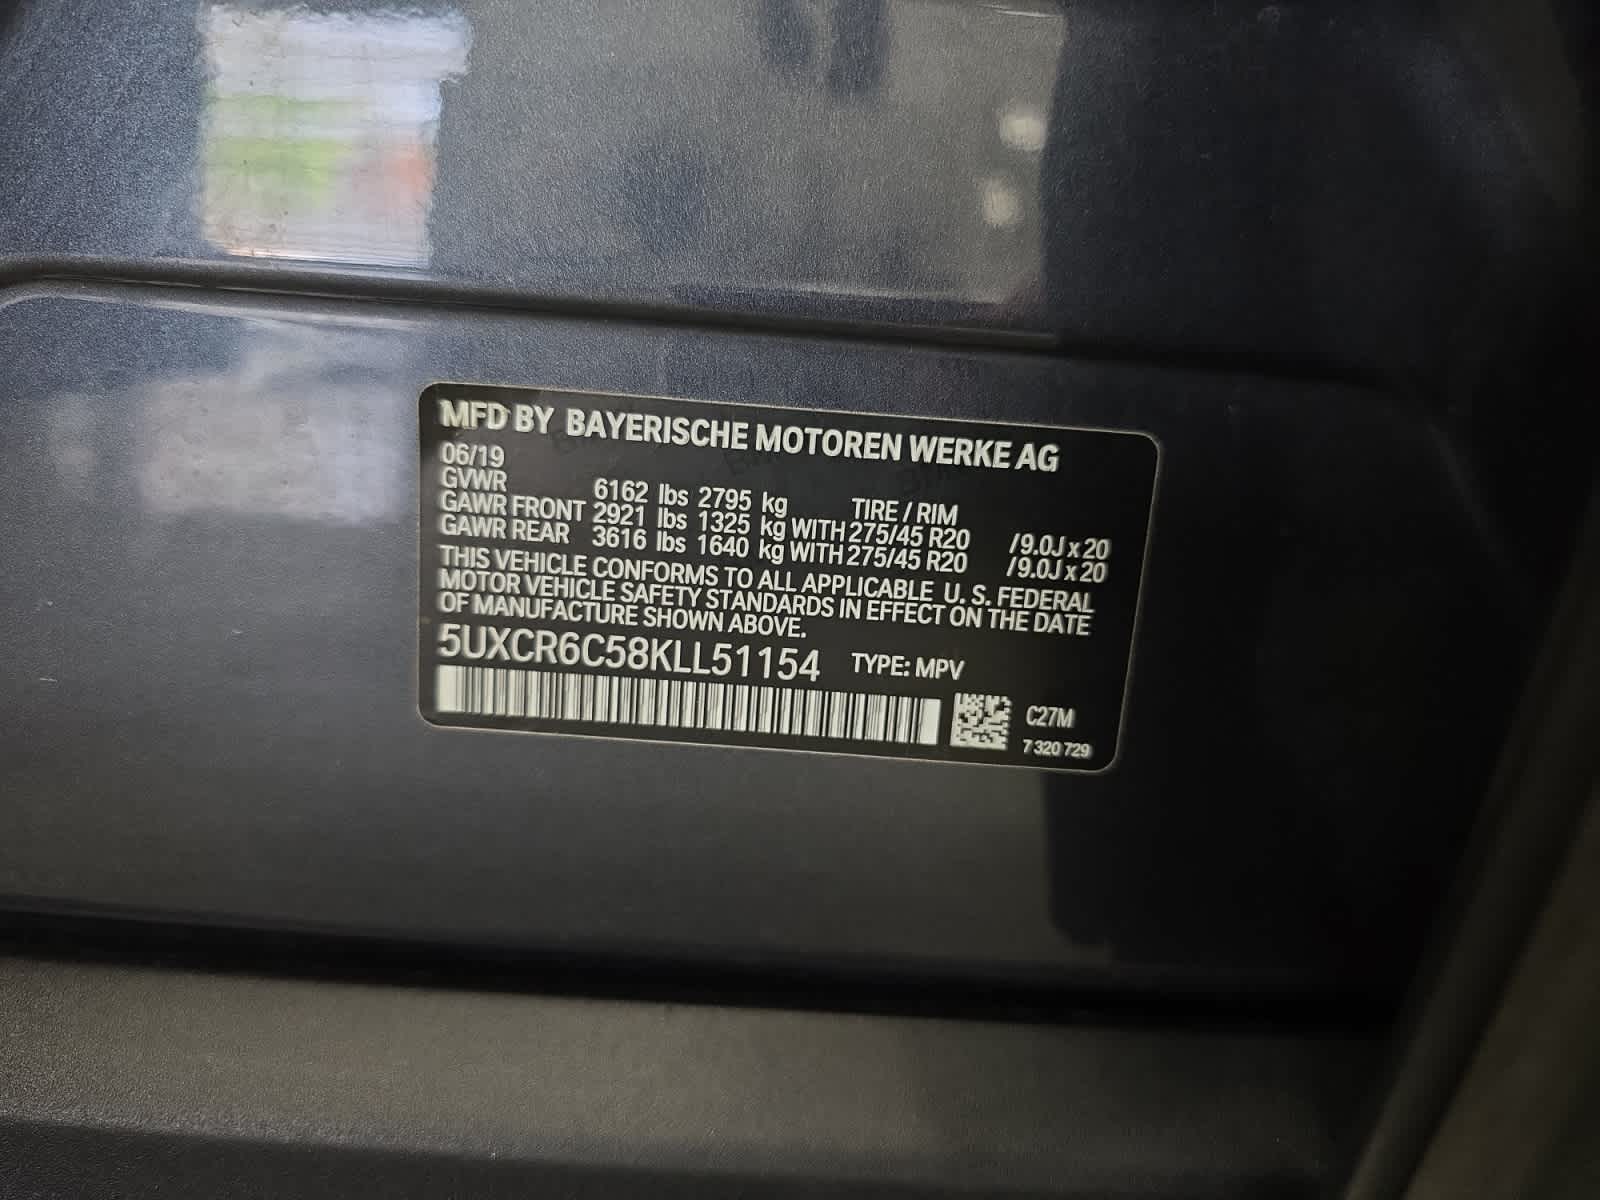 MFD BY BAYERISCHE MOTOREN WERKE AG
06/19
GVWR 6162 lbs 2795 kg TIRE / RIM
GAWR FRONT 2921 lbs 1325 kg WITH 275/45 R20 /9.0J x 20
GAWR REAR 3616 lbs 1640 kg WITH 275/45 R20 /9.0J x 20
THIS VEHICLE CONFORMS TO ALL APPLICABLE U. S. FEDERAL
MOTOR VEHICLE SAFETY STANDARDS IN EFFECT ON THE DATE
OF MANUFACTURE SHOWN ABOVE.
5UXCR6C58KLL51154 TYPE: MPV
C27M
7 320 729